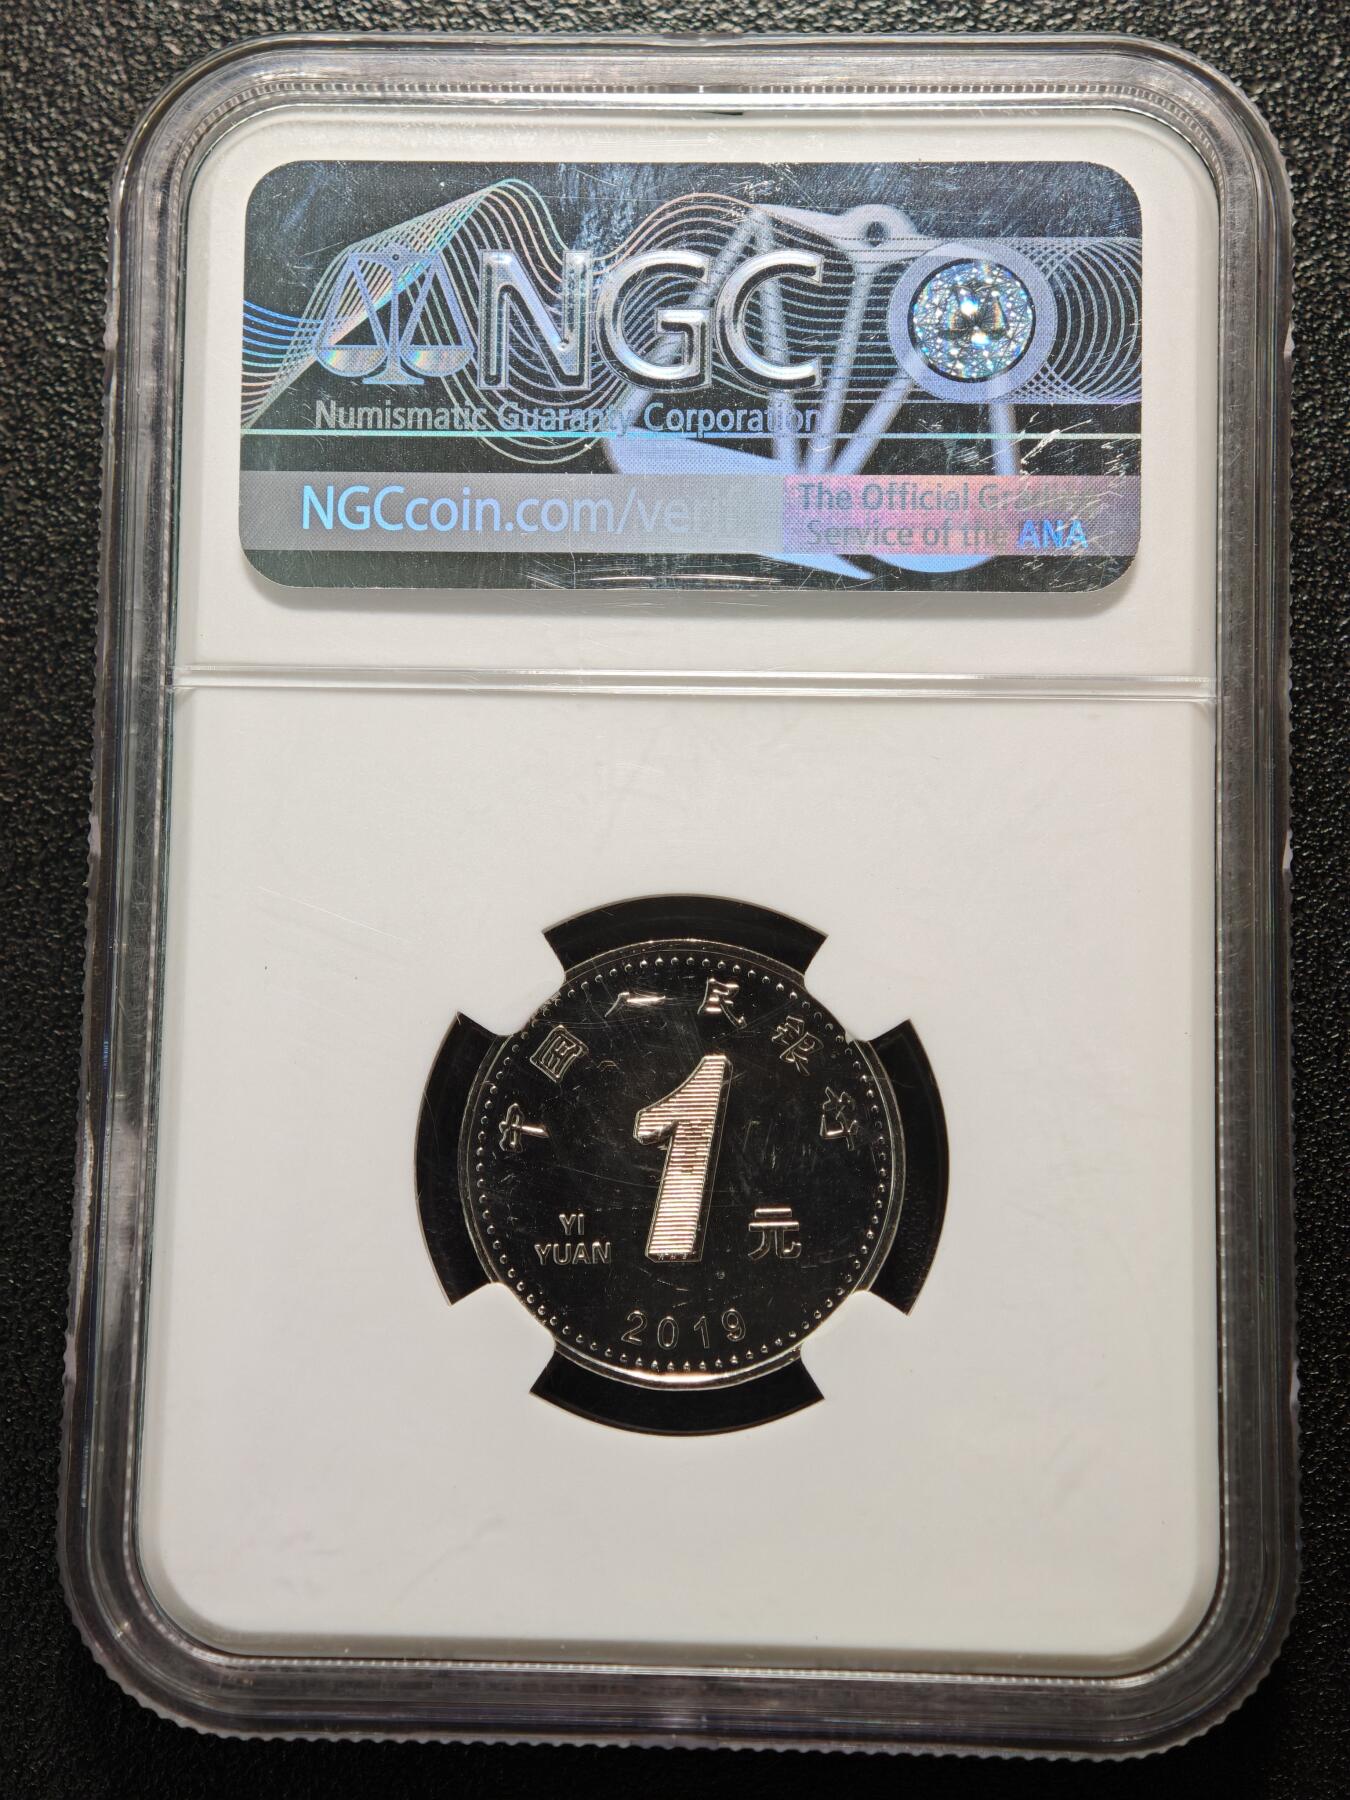 NGC
Numismatic Guaranty Corporation
NGCcoin.com/verif
The Official Grading
Service of the ANA
中国人民银行
1
YI
YUAN
元
2019